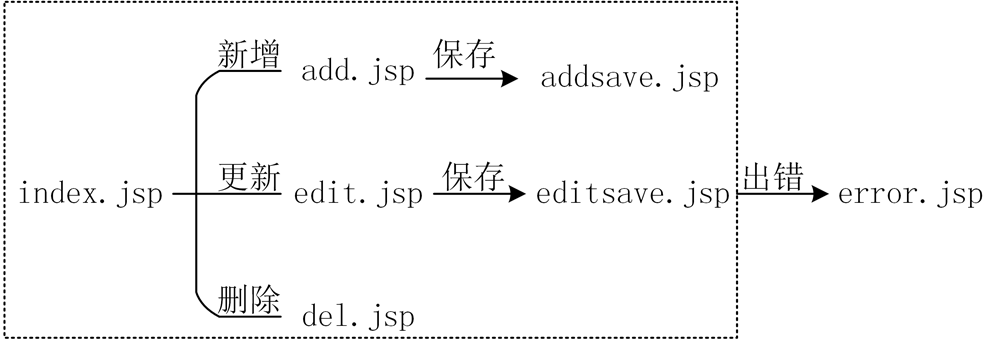 新增
add.jsp
保存
addsave.jsp
index.jsp
更新
edit.jsp
保存
editsave.jsp
出错
error.jsp
删除
del.jsp